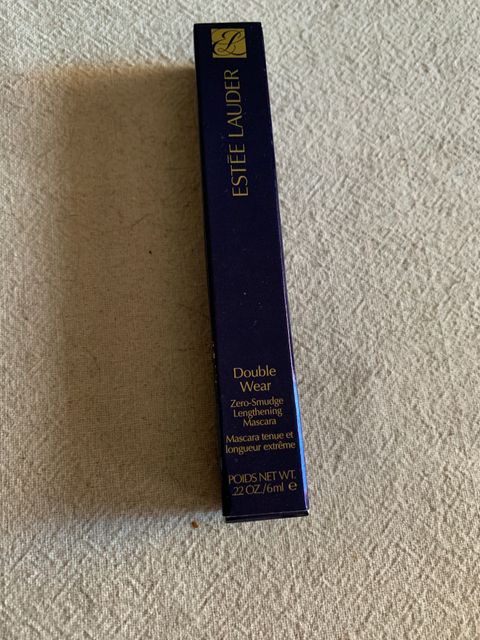 ESTĒE LAUDER
Double
Wear
Zero-Smudge
Lengthening
Mascara
Mascara tenue et
longueur extrême
POIDS NET WT.
.22 OZ./6ml e